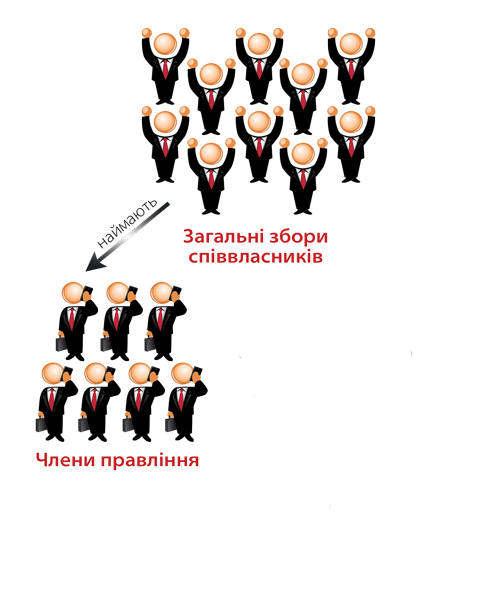 Загальні збори
співвласників
наймають
Члени правління